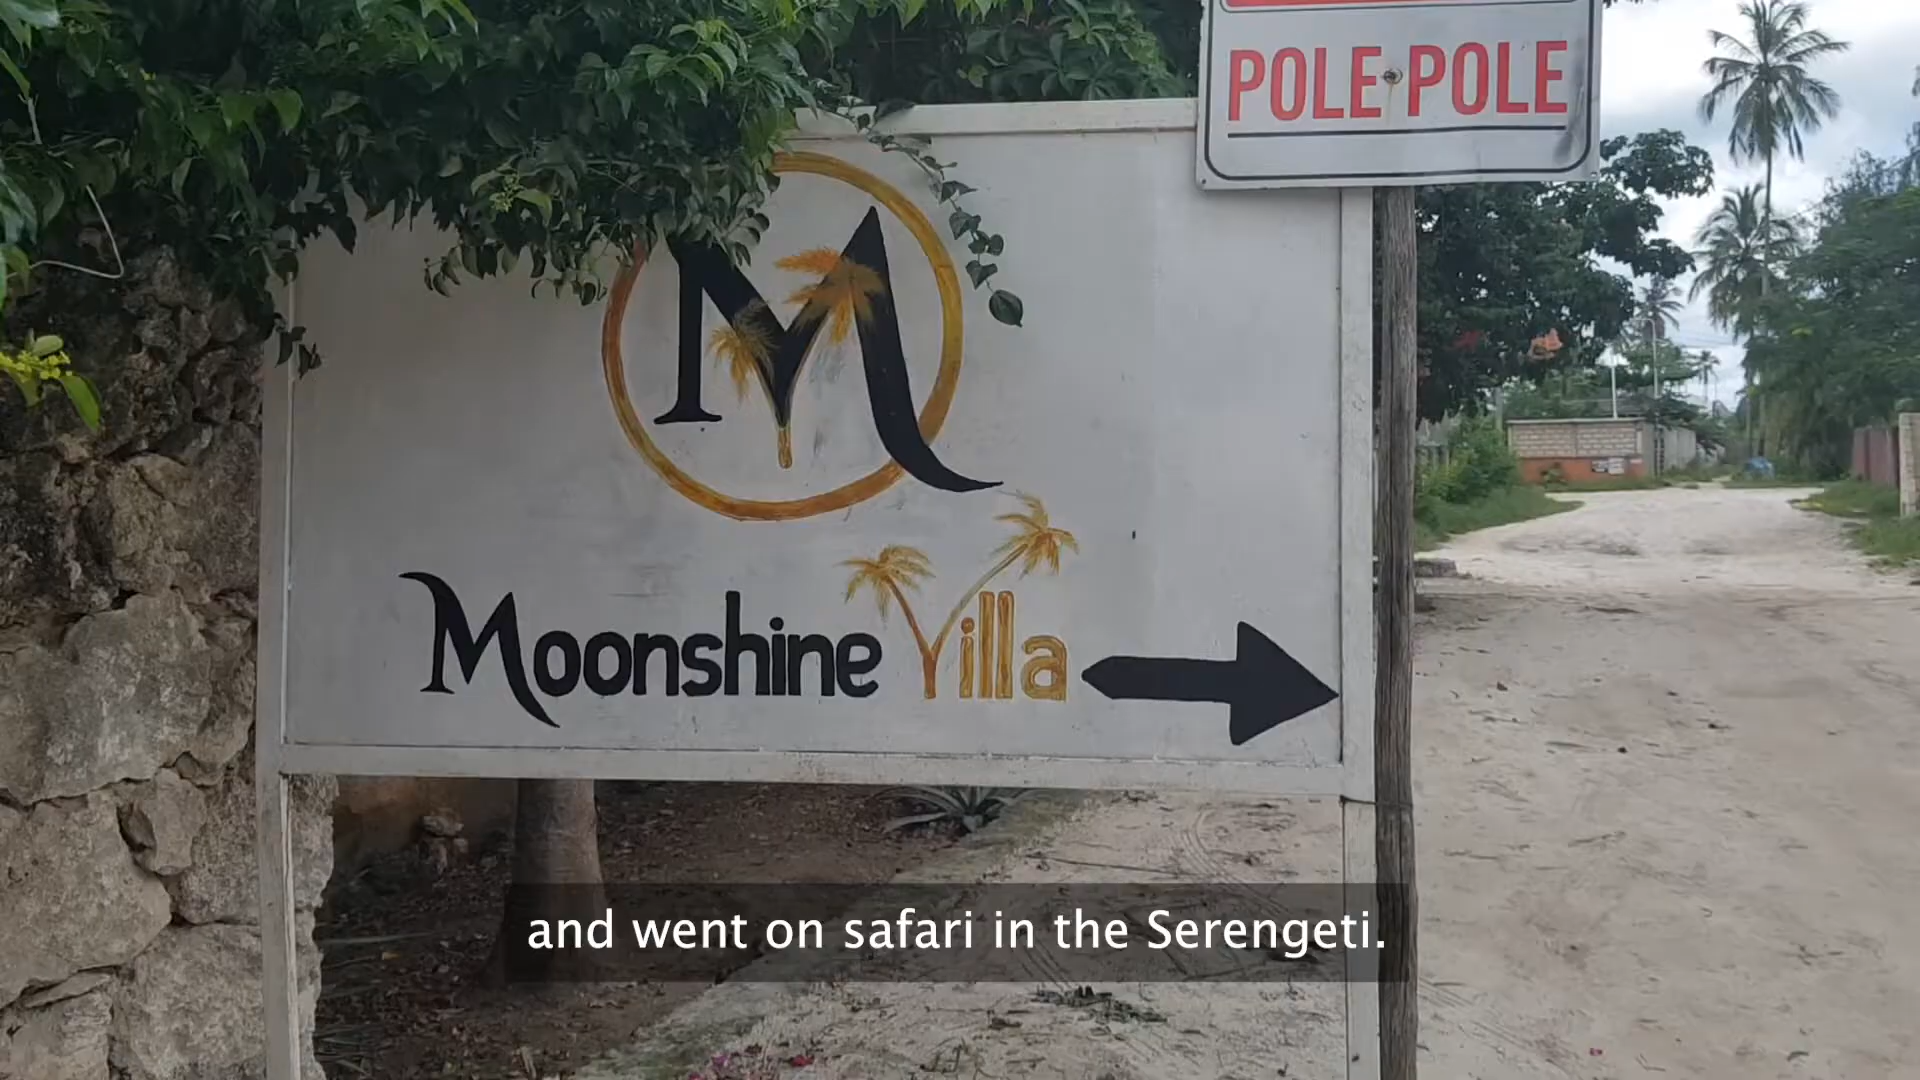 POLE POLE
M
Moonshine Villa
and went on safari in the Serengeti.